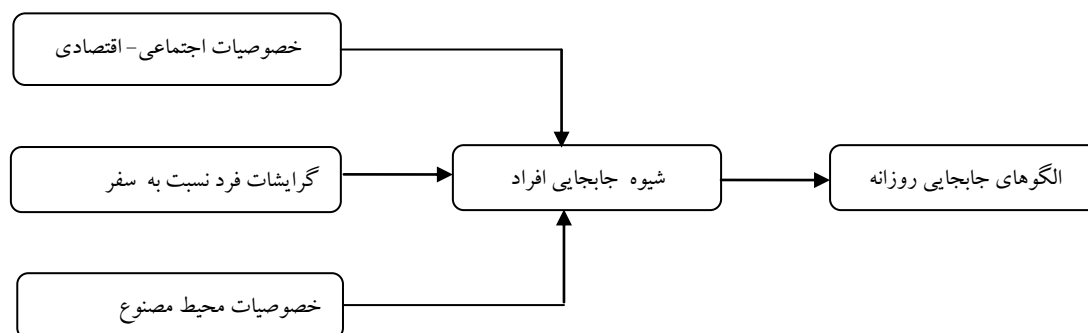 خصوصیات اجتماعی- اقتصادی
گرایشات فرد نسبت به سفر
شیوه جابجایی افراد
الگوهای جابجایی روزانه
خصوصیات محیط مصنوع